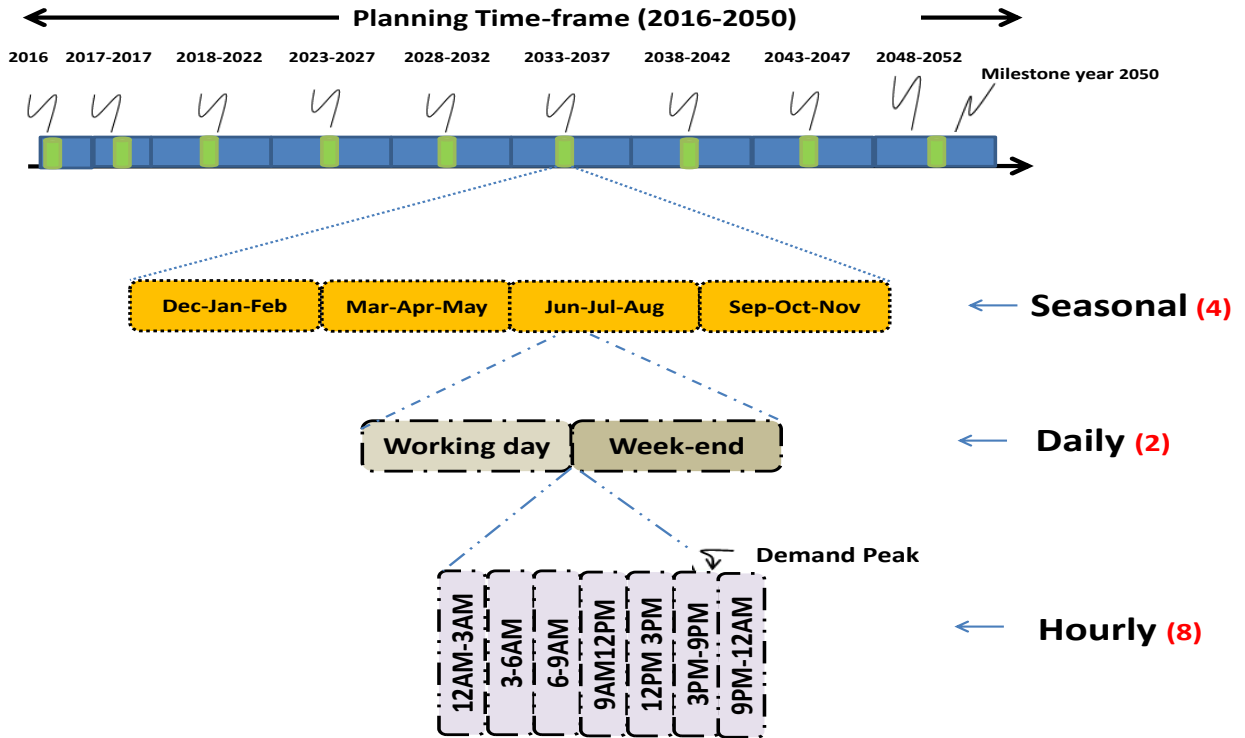 Planning Time-frame (2016-2050)
2016 2017-2017 2018-2022 2023-2027 2028-2032 2033-2037 2038-2042 2043-2047 2048-2052
Milestone year 2050
Dec-Jan-Feb Mar-Apr-May Jun-Jul-Aug Sep-Oct-Nov
Seasonal (4)
Working day Week-end
Daily (2)
Demand Peak
12AM-3AM
3-6AM
6-9AM
9AM12PM
12PM 3PM
3PM-9PM
9PM-12AM
Hourly (8)